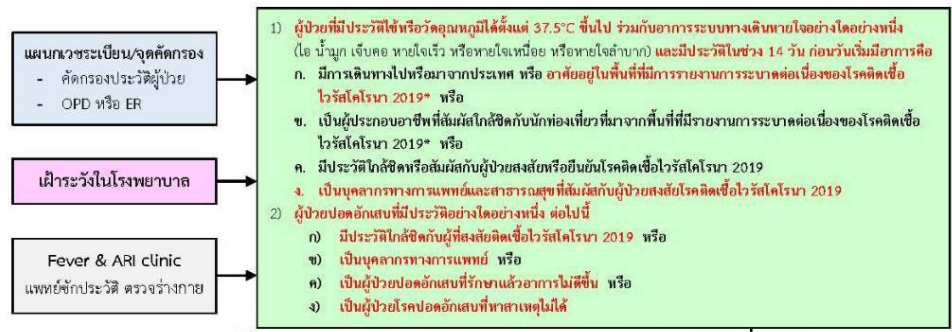 แผนกเวชระเบียน/จุดคัดกรอง
- คัดกรองประวัติผู้ป่วย
- OPD หรือ ER
เฝ้าระวังในโรงพยาบาล
Fever & ARI clinic
แพทย์ซักประวัติ ตรวจร่างกาย
1) ผู้ป่วยที่มีประวัติไข้หรือวัดอุณหภูมิได้ตั้งแต่ 37.5°C ขึ้นไป ร่วมกับอาการระบบทางเดินหายใจอย่างใดอย่างหนึ่ง
(ไอ น้ำมูก เจ็บคอ หายใจเร็ว หรือหายใจเหนื่อย หรือหายใจลำบาก) และมีประวัติในช่วง 14 วัน ก่อนวันเริ่มมีอาการคือ
ก. มีการเดินทางไปหรือมาจากประเทศ หรือ อาศัยอยู่ในพื้นที่ที่มีการรายงานการระบาดต่อเนื่องของโรคติดเชื้อ
ไวรัสโคโรนา 2019* หรือ
ข. เป็นผู้ประกอบอาชีพที่สัมผัสใกล้ชิดกับนักท่องเที่ยวที่มาจากพื้นที่ที่มีรายงานการระบาดต่อเนื่องของโรคติดเชื้อ
ไวรัสโคโรนา 2019* หรือ
ค. มีประวัติใกล้ชิดหรือสัมผัสกับผู้ป่วยสงสัยหรือยืนยันโรคติดเชื้อไวรัสโคโรนา 2019
ง. เป็นบุคลากรทางการแพทย์และสาธารณสุขที่สัมผัสกับผู้ป่วยสงสัยโรคติดเชื้อไวรัสโคโรนา 2019
2) ผู้ป่วยปอดอักเสบที่มีประวัติอย่างใดอย่างหนึ่ง ต่อไปนี้
ก) มีประวัติใกล้ชิดกับผู้ที่สงสัยติดเชื้อไวรัสโคโรนา 2019 หรือ
ข) เป็นบุคลากรทางการแพทย์ หรือ
ค) เป็นผู้ป่วยปอดอักเสบที่รักษาแล้วอาการไม่ดีขึ้น หรือ
ง) เป็นผู้ป่วยโรคปอดอักเสบที่หาสาเหตุไม่ได้